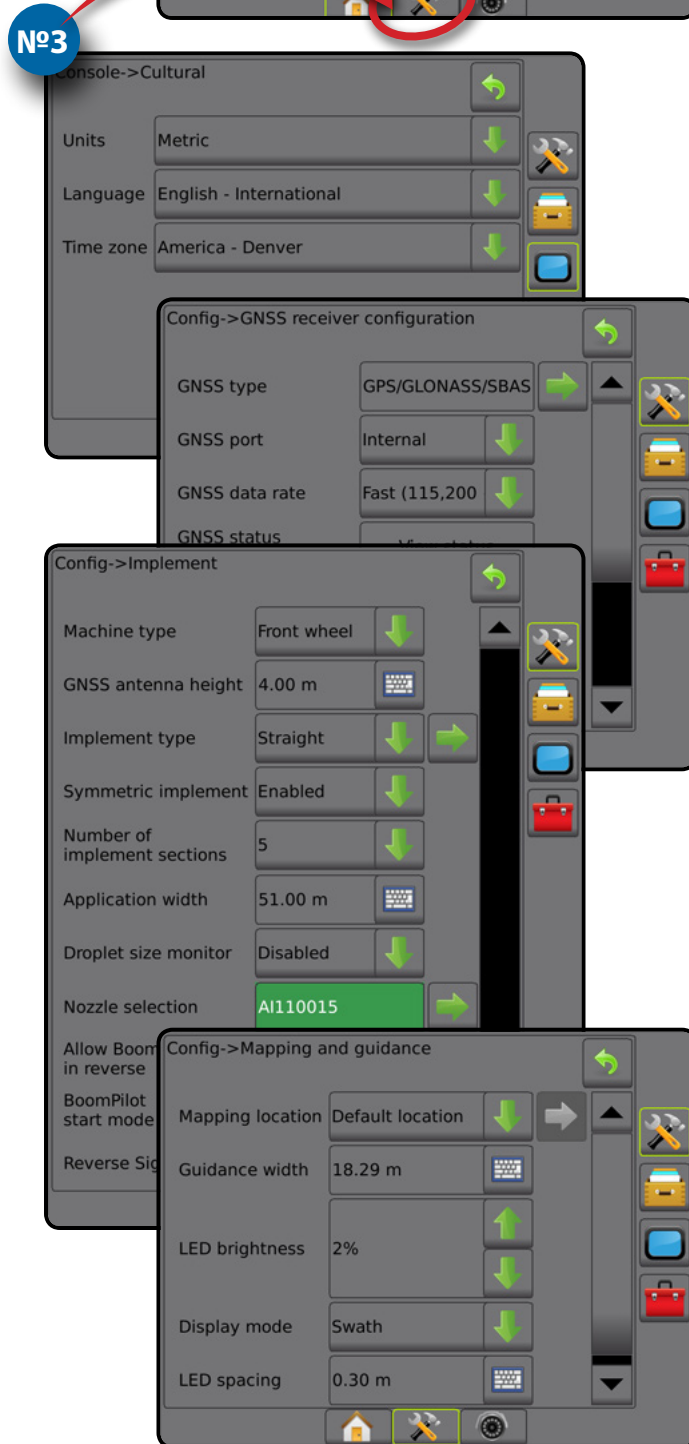 №3
Console->Cultural
Units Metric
Language English - International
Time zone America - Denver
Config->GNSS receiver configuration
GNSS type GPS/GLONASS/SBAS
GNSS port Internal
GNSS data rate Fast (115,200
GNSS status View status
Config->Implement
Machine type Front wheel
GNSS antenna height 4.00 m
Implement type Straight
Symmetric implement Enabled
Number of
implement sections 5
Application width 51.00 m
Droplet size monitor Disabled
Nozzle selection AI110015
Allow Boom
in reverse
BoomPilot
start mode
Reverse Sig
Config->Mapping and guidance
Mapping location Default location
Guidance width 18.29 m
LED brightness 2%
Display mode Swath
LED spacing 0.30 m